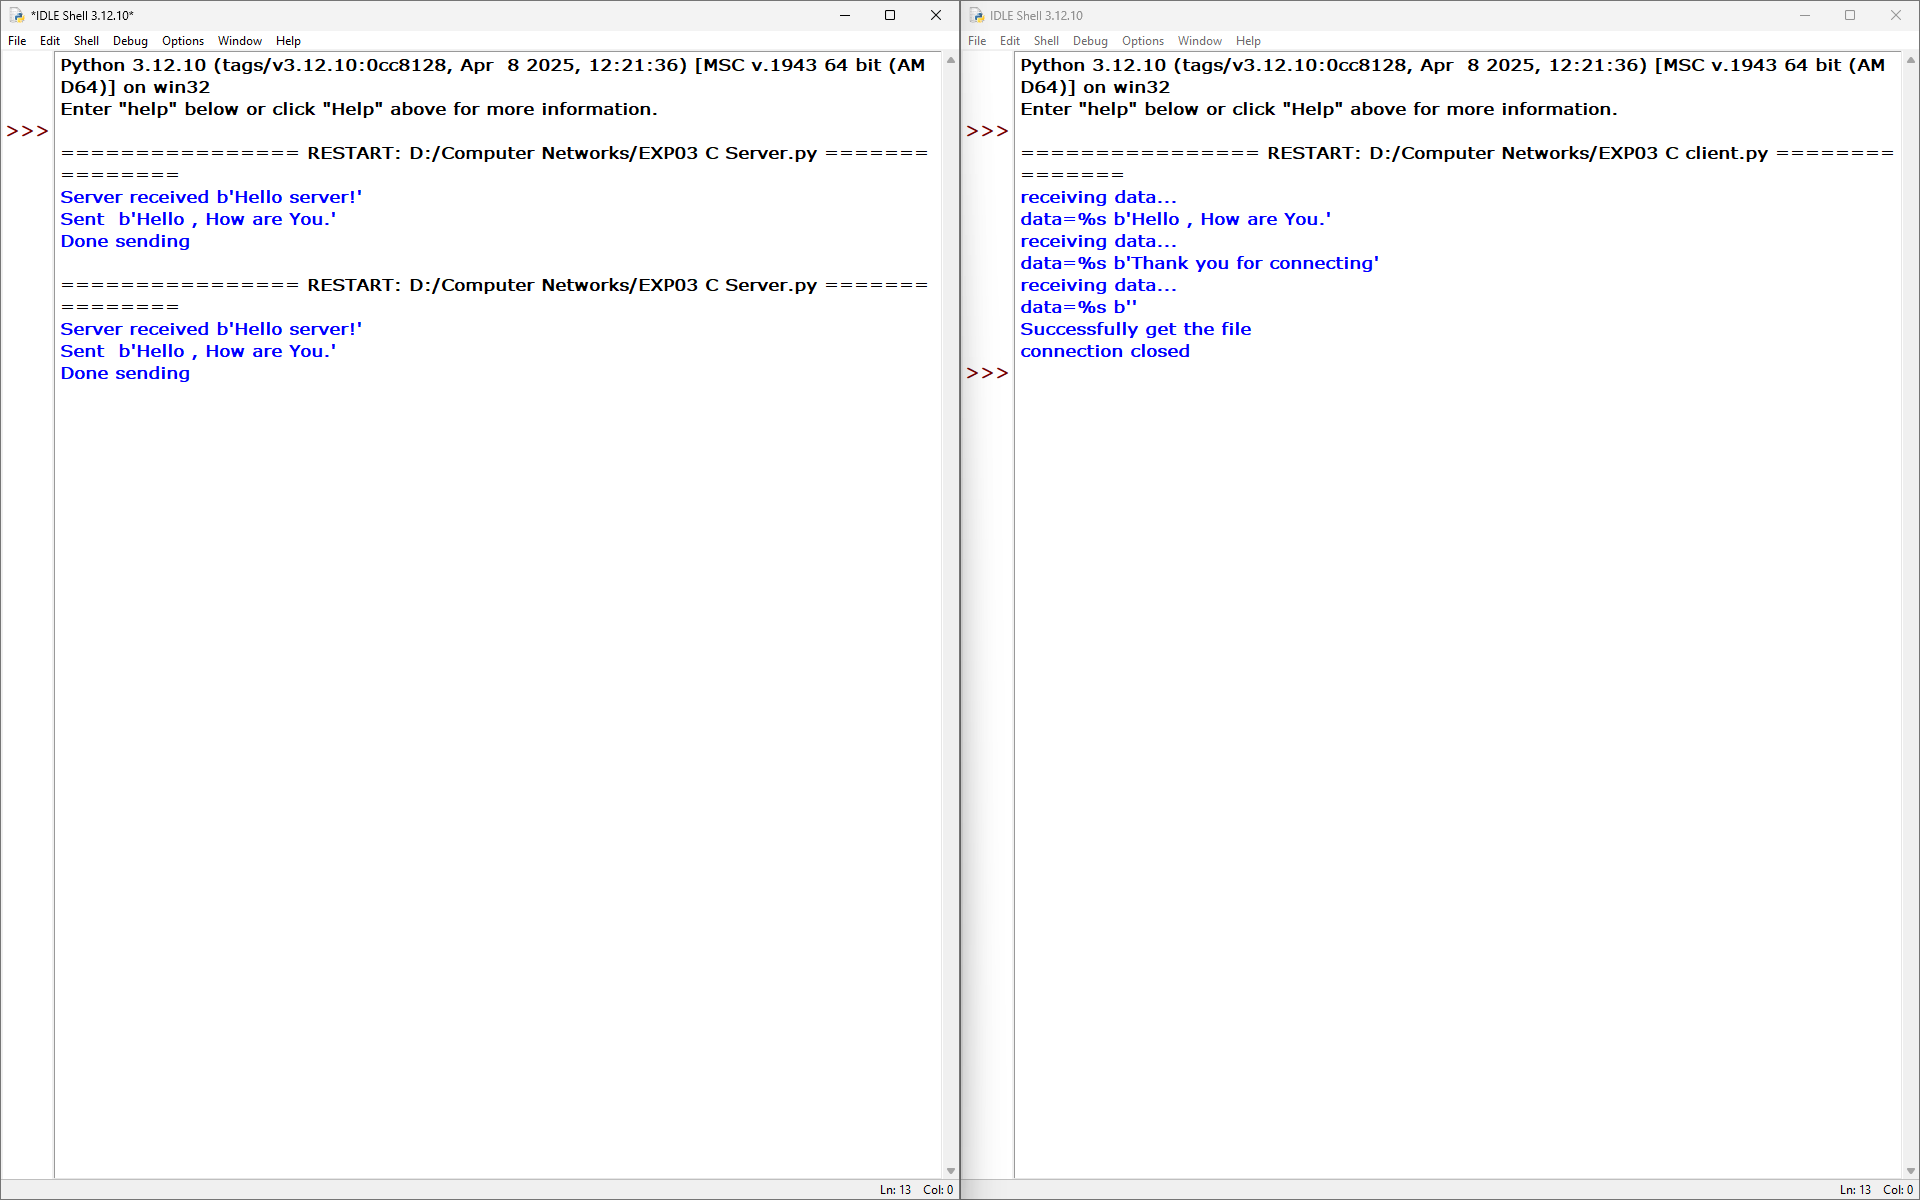 *IDLE Shell 3.12.10*
File Edit Shell Debug Options Window Help
Python 3.12.10 (tags/v3.12.10:0cc8128, Apr  8 2025, 12:21:36) [MSC v.1943 64 bit (AM
D64)] on win32
Enter "help" below or click "Help" above for more information.
>>>
================ RESTART: D:/Computer Networks/EXP03 C Server.py =======
========
Server received b'Hello server!'
Sent  b'Hello , How are You.'
Done sending
================ RESTART: D:/Computer Networks/EXP03 C Server.py =======
========
Server received b'Hello server!'
Sent  b'Hello , How are You.'
Done sending
Ln: 13 Col: 0
IDLE Shell 3.12.10
File Edit Shell Debug Options Window Help
Python 3.12.10 (tags/v3.12.10:0cc8128, Apr  8 2025, 12:21:36) [MSC v.1943 64 bit (AM
D64)] on win32
Enter "help" below or click "Help" above for more information.
>>>
================ RESTART: D:/Computer Networks/EXP03 C client.py ========
=======
receiving data...
data=%s b'Hello , How are You.'
receiving data...
data=%s b'Thank you for connecting'
receiving data...
data=%s b''
Successfully get the file
connection closed
>>>
Ln: 13 Col: 0